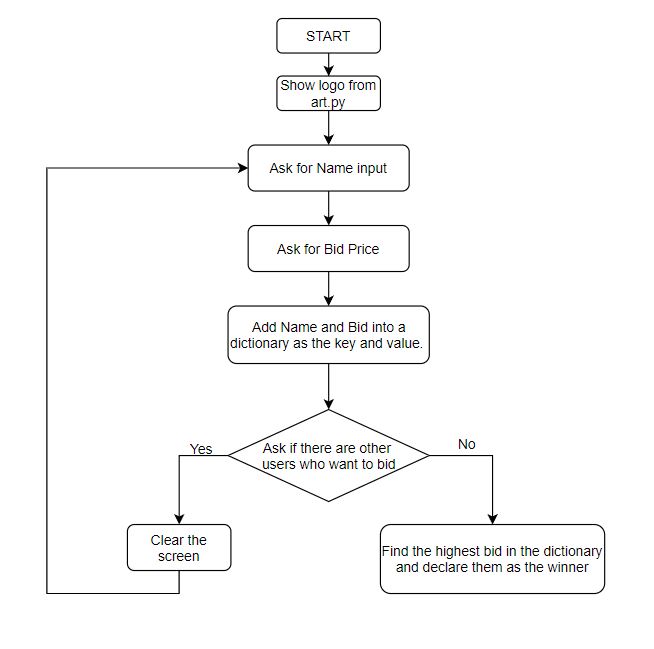 START
Show logo from
art.py
Ask for Name input
Ask for Bid Price
Add Name and Bid into a
dictionary as the key and value.
Ask if there are other
users who want to bid
Yes
No
Clear the
screen
Find the highest bid in the dictionary
and declare them as the winner